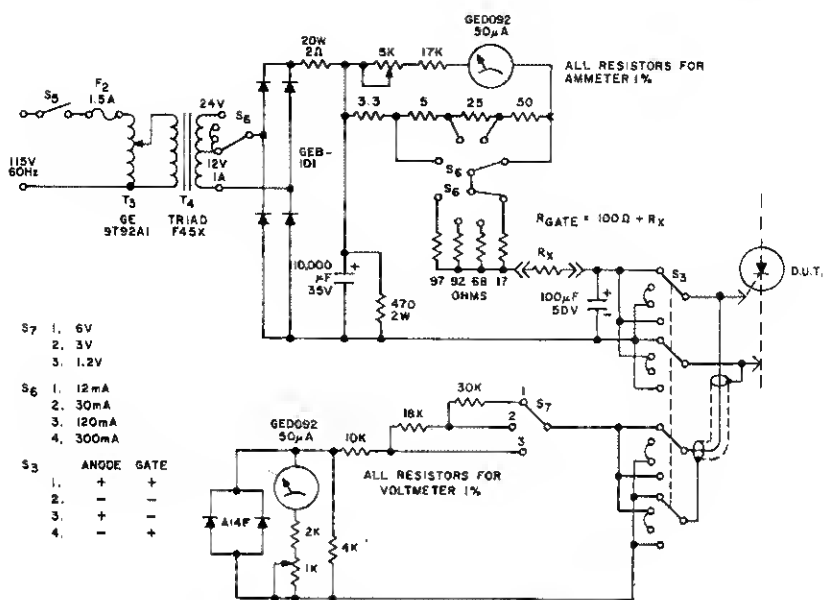 GED092
50µA
20W
2Ω
5K
17K
ALL RESISTORS FOR
AMMETER 1%
S5
F2
1.5A
24V
S6
3.3
5
25
50
12V
1A
GEB-
101
115V
60Hz
T3
GE
9T92A1
T4
TRIAD
F45X
S6
S6
RGATE = 100Ω + RX
110,000
µF
35V
+
470
2W
97
92
68
17
OHMS
RX
100µF
50V
+
-
S3
D.U.T.
S7 1. 6V
2. 3V
3. 1.2V
S6 1. 12mA
2. 30mA
3. 120mA
4. 300mA
S3 ANODE GATE
1. + +
2. - -
3. + -
4. - +
GED092
50µA
10K
18K
30K
1
2
3
S7
ALL RESISTORS FOR
VOLTMETER 1%
A14F
2K
1K
4K